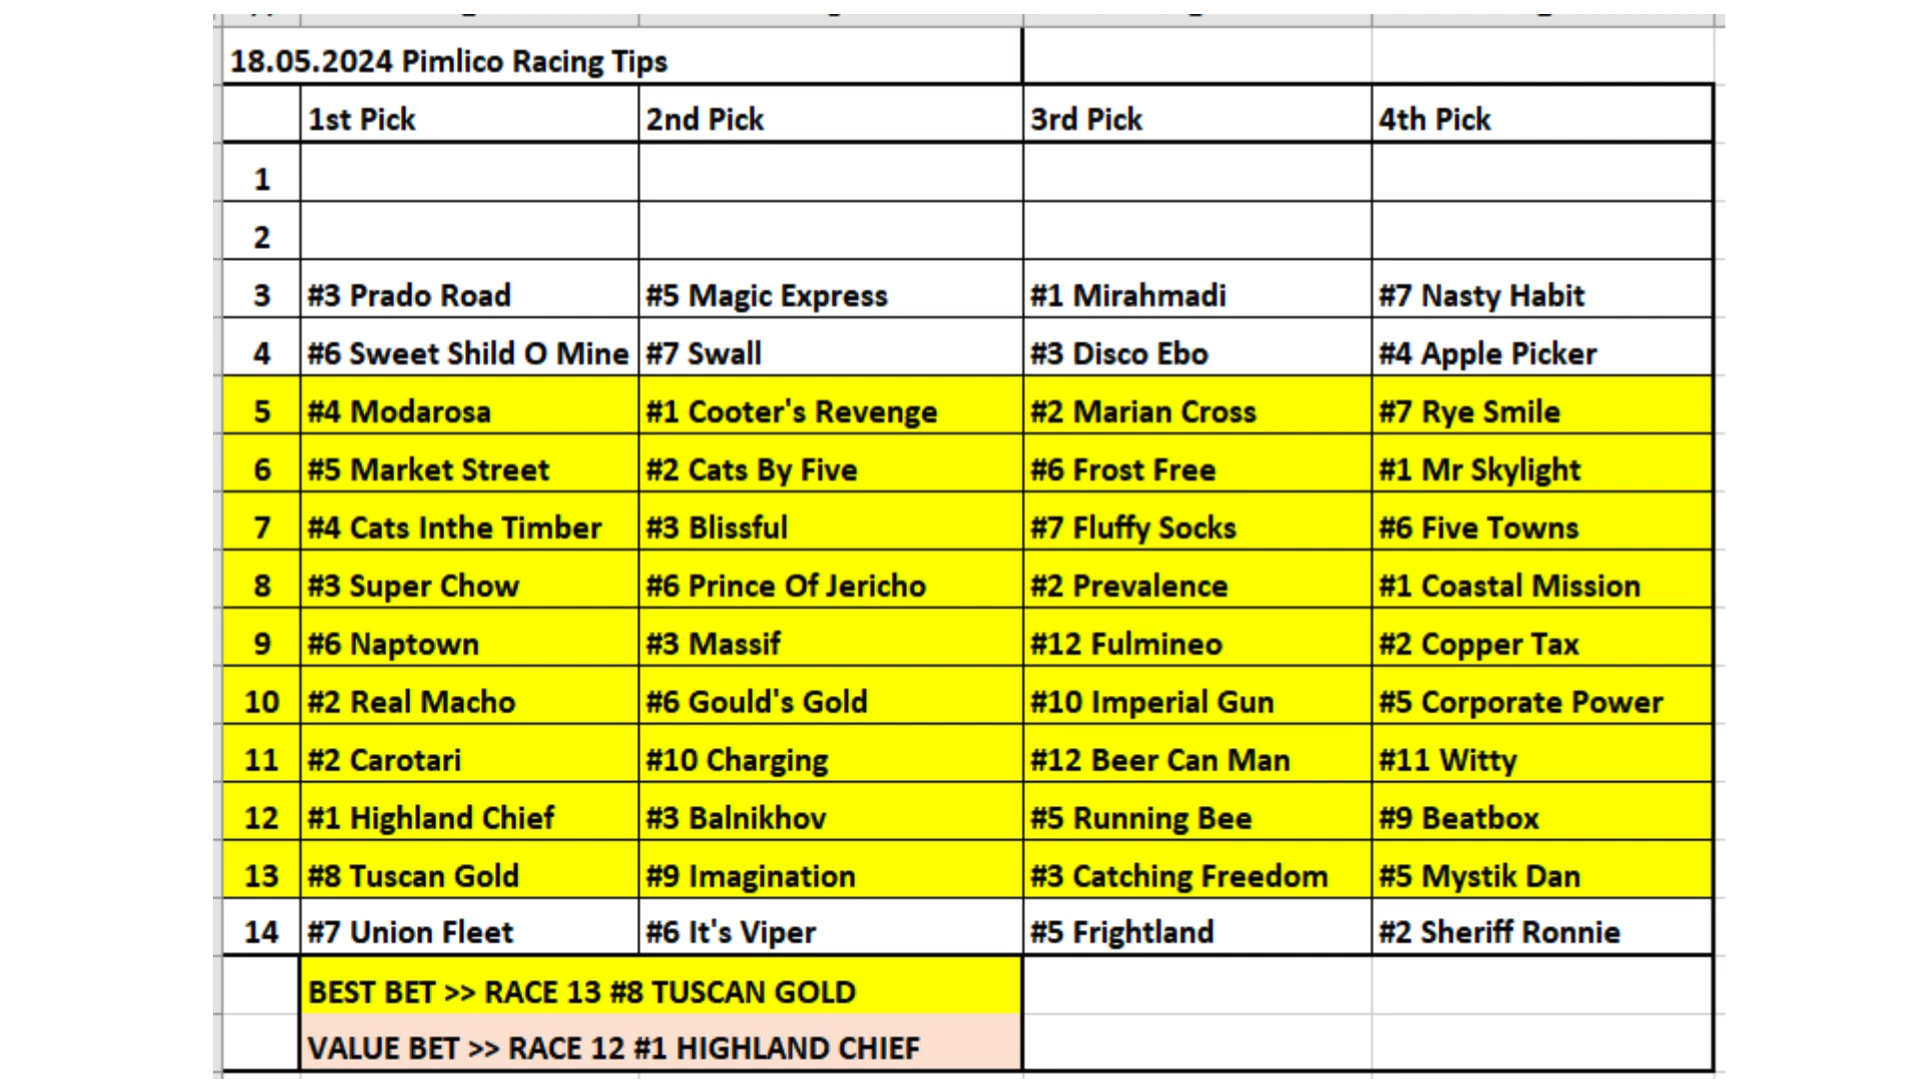 18.05.2024 Pimlico Racing Tips
1st Pick 2nd Pick 3rd Pick 4th Pick
1
2
3 #3 Prado Road #5 Magic Express #1 Mirahmadi #7 Nasty Habit
4 #6 Sweet Shild O Mine #7 Swall #3 Disco Ebo #4 Apple Picker
5 #4 Modarosa #1 Cooter's Revenge #2 Marian Cross #7 Rye Smile
6 #5 Market Street #2 Cats By Five #6 Frost Free #1 Mr Skylight
7 #4 Cats Inthe Timber #3 Blissful #7 Fluffy Socks #6 Five Towns
8 #3 Super Chow #6 Prince Of Jericho #2 Prevalence #1 Coastal Mission
9 #6 Naptown #3 Massif #12 Fulmineo #2 Copper Tax
10 #2 Real Macho #6 Gould's Gold #10 Imperial Gun #5 Corporate Power
11 #2 Carotari #10 Charging #12 Beer Can Man #11 Witty
12 #1 Highland Chief #3 Balnikhov #5 Running Bee #9 Beatbox
13 #8 Tuscan Gold #9 Imagination #3 Catching Freedom #5 Mystik Dan
14 #7 Union Fleet #6 It's Viper #5 Frightland #2 Sheriff Ronnie
BEST BET >> RACE 13 #8 TUSCAN GOLD
VALUE BET >> RACE 12 #1 HIGHLAND CHIEF